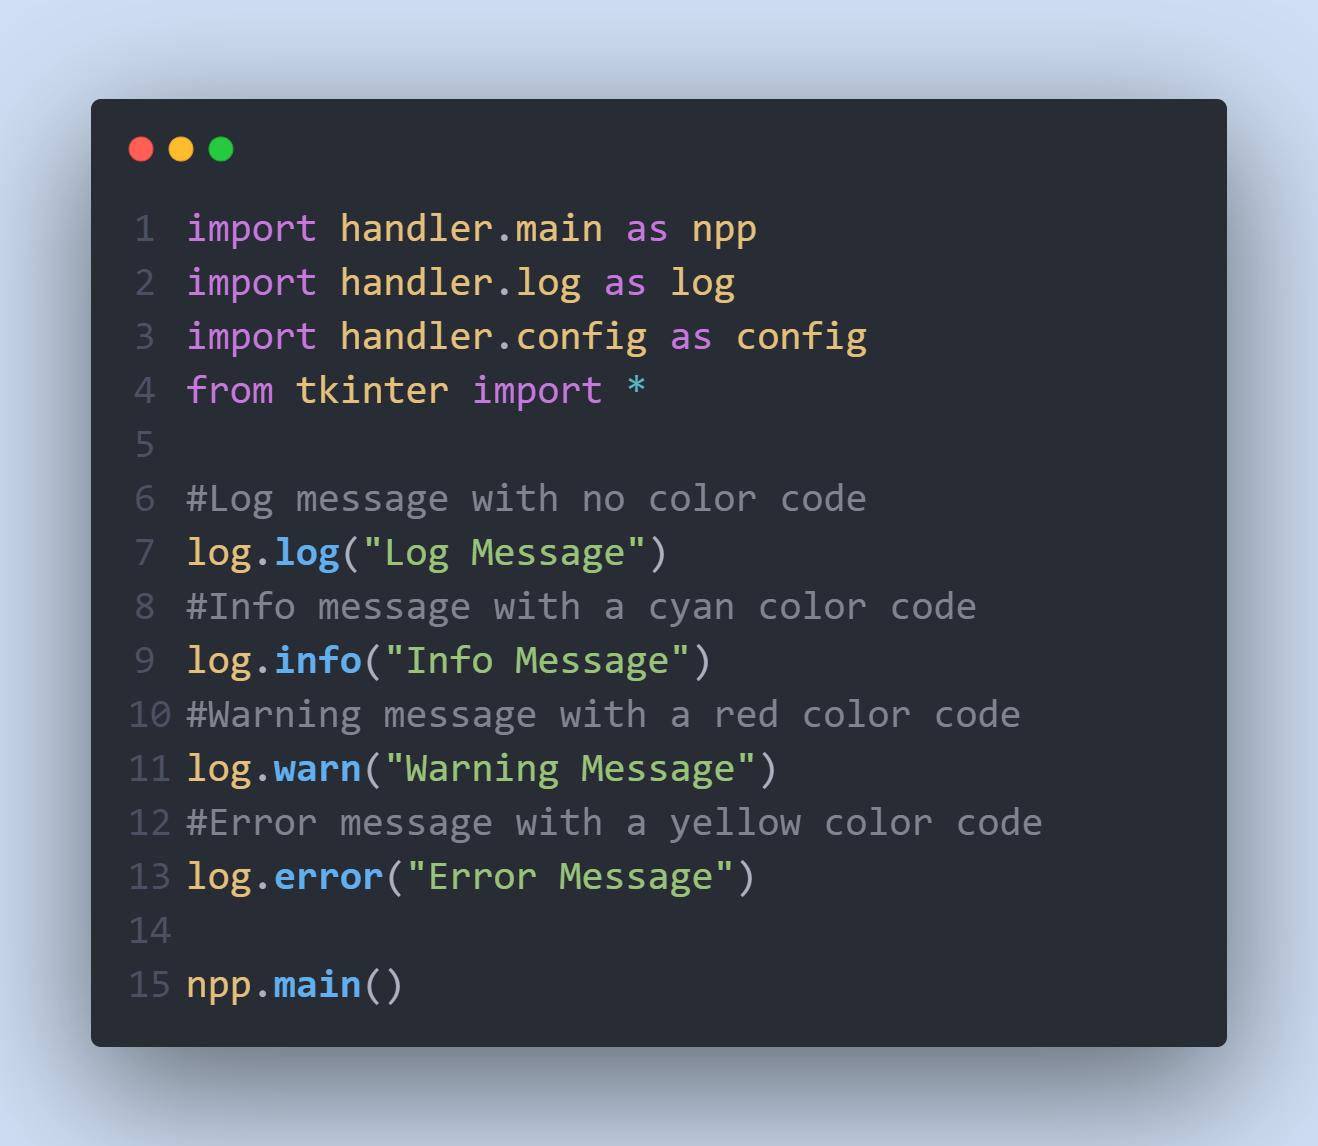 1 import handler.main as npp
2 import handler.log as log
3 import handler.config as config
4 from tkinter import *
5
6 #Log message with no color code
7 log.log("Log Message")
8 #Info message with a cyan color code
9 log.info("Info Message")
10 #Warning message with a red color code
11 log.warn("Warning Message")
12 #Error message with a yellow color code
13 log.error("Error Message")
14
15 npp.main()